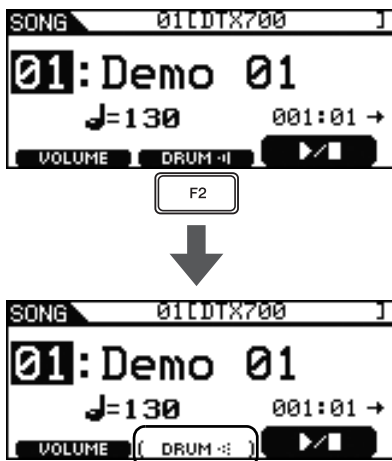 SONG 01[DTX700 ]
01:Demo 01
♩=130 001:01→
VOLUME DRUM
F2
SONG 01[DTX700 ]
01:Demo 01
♩=130 001:01→
VOLUME DRUM